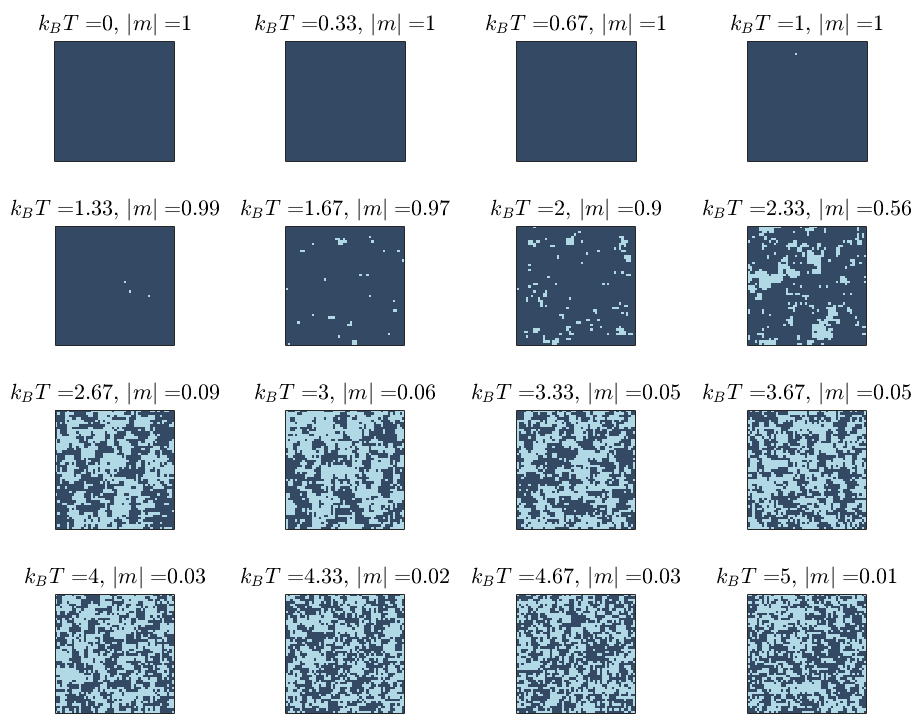 k_BT =0, |m| =1
k_BT =0.33, |m| =1
k_BT =0.67, |m| =1
k_BT =1, |m| =1
k_BT =1.33, |m| =0.99
k_BT =1.67, |m| =0.97
k_BT =2, |m| =0.9
k_BT =2.33, |m| =0.56
k_BT =2.67, |m| =0.09
k_BT =3, |m| =0.06
k_BT =3.33, |m| =0.05
k_BT =3.67, |m| =0.05
k_BT =4, |m| =0.03
k_BT =4.33, |m| =0.02
k_BT =4.67, |m| =0.03
k_BT =5, |m| =0.01